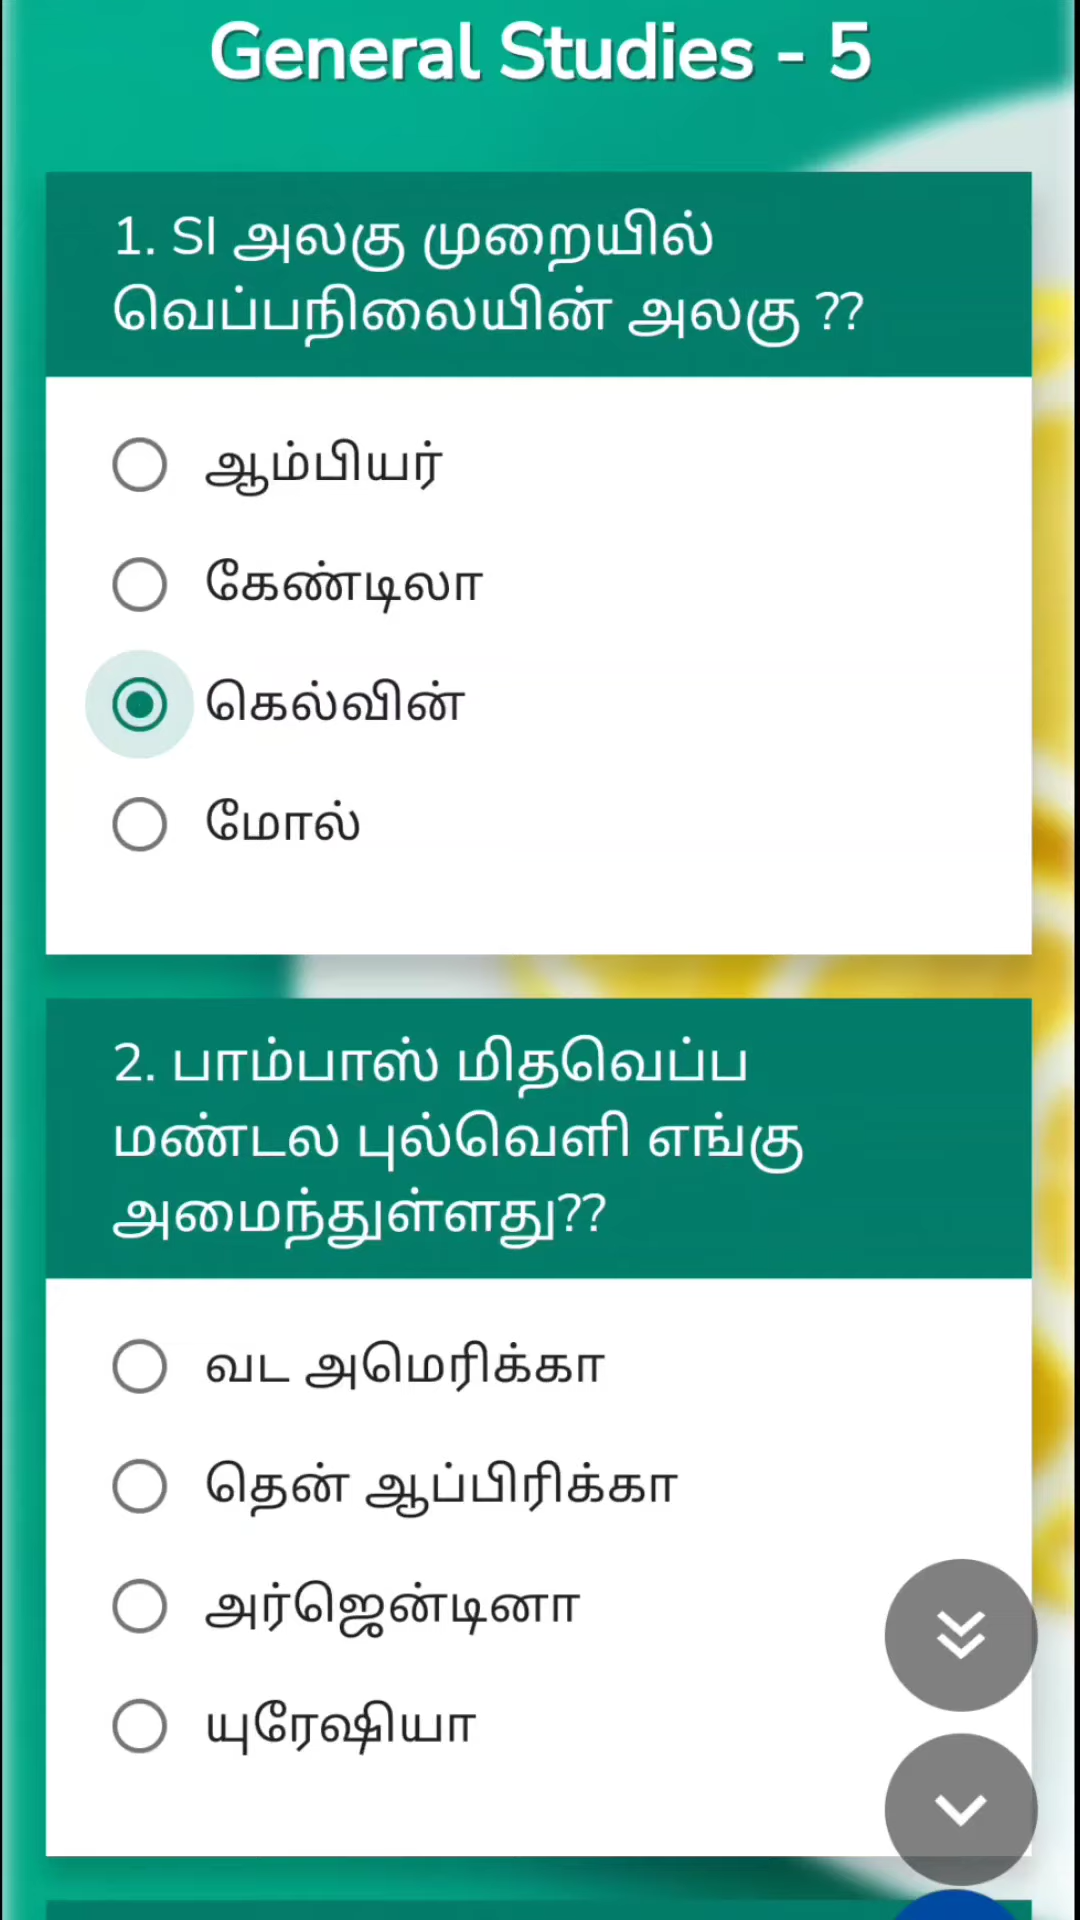 General Studies - 5
1. SI அலகு முறையில்
வெப்பநிலையின் அலகு ??
ஆம்பியர்
கேண்டிலா
கெல்வின்
மோல்
2. பாம்பாஸ் மிதவெப்ப
மண்டல புல்வெளி எங்கு
அமைந்துள்ளது??
வட அமெரிக்கா
தென் ஆப்பிரிக்கா
அர்ஜென்டினா
யுரேஷியா